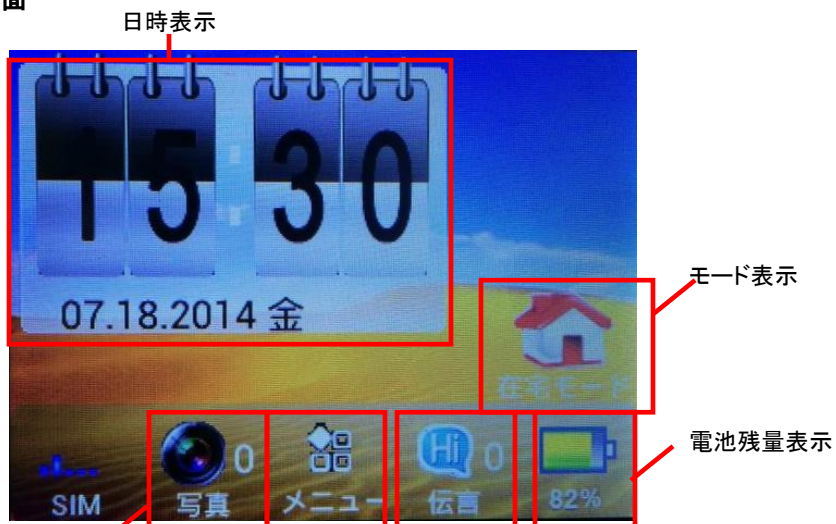 面
日時表示
15:30
07.18.2014 金
モード表示
在宅モード
電池残量表示
0
Hi 0
SIM
写真
メニュー
伝言
82%